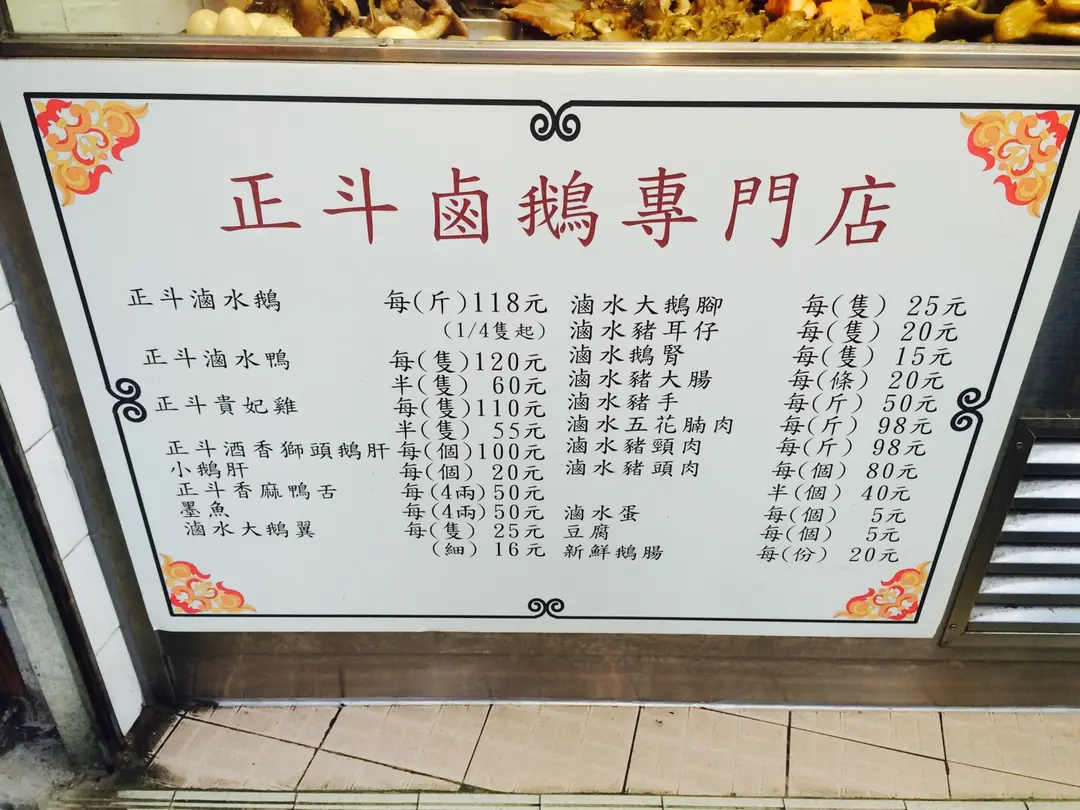 正斗鹵鵝專門店
正斗滷水鵝 每(斤)118元
(1/4隻起)
正斗滷水鴨 每(隻)120元
半(隻) 60元
正斗貴妃雞 每(隻)110元
半(隻) 55元
正斗酒香獅頭鵝肝 每(個)100元
小鵝肝 每(個) 20元
正斗香麻鴨舌 每(4兩)50元
墨魚 每(4兩)50元
滷水大鵝翼 每(隻) 25元
(細) 16元
滷水大鵝腳 每(隻) 25元
滷水豬耳仔 每(隻) 20元
滷水鵝腎 每(隻) 15元
滷水豬大腸 每(條) 20元
滷水豬手 每(斤) 50元
滷水五花腩肉 每(斤) 98元
滷水豬頸肉 每(斤) 98元
滷水豬頭肉 每(個) 80元
半(個) 40元
滷水蛋 每(個) 5元
豆腐 每(個) 5元
新鮮鵝腸 每(份) 20元